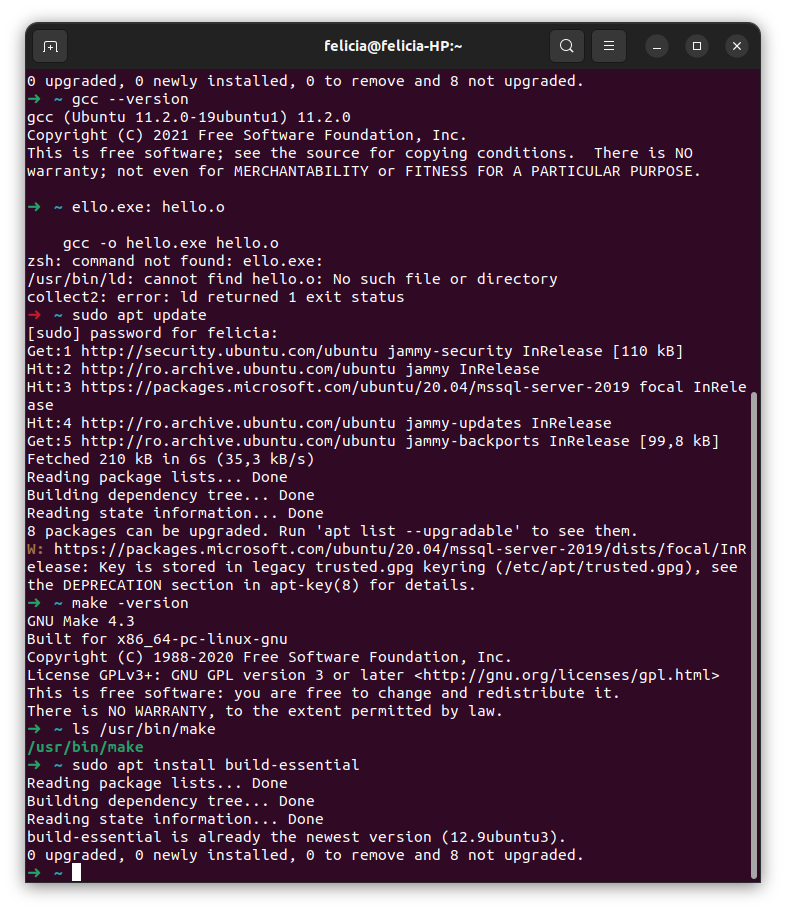 felicia@felicia-HP:~
0 upgraded, 0 newly installed, 0 to remove and 8 not upgraded.
➜  ~ gcc --version
gcc (Ubuntu 11.2.0-19ubuntu1) 11.2.0
Copyright (C) 2021 Free Software Foundation, Inc.
This is free software; see the source for copying conditions.  There is NO
warranty; not even for MERCHANTABILITY or FITNESS FOR A PARTICULAR PURPOSE.
➜  ~ ello.exe: hello.o
    gcc -o hello.exe hello.o
zsh: command not found: ello.exe:
/usr/bin/ld: cannot find hello.o: No such file or directory
collect2: error: ld returned 1 exit status
➜  ~ sudo apt update
[sudo] password for felicia:
Get:1 http://security.ubuntu.com/ubuntu jammy-security InRelease [110 kB]
Hit:2 http://ro.archive.ubuntu.com/ubuntu jammy InRelease
Hit:3 https://packages.microsoft.com/ubuntu/20.04/mssql-server-2019 focal InRele
ase
Hit:4 http://ro.archive.ubuntu.com/ubuntu jammy-updates InRelease
Get:5 http://ro.archive.ubuntu.com/ubuntu jammy-backports InRelease [99,8 kB]
Fetched 210 kB in 6s (35,3 kB/s)
Reading package lists... Done
Building dependency tree... Done
Reading state information... Done
8 packages can be upgraded. Run 'apt list --upgradable' to see them.
W: https://packages.microsoft.com/ubuntu/20.04/mssql-server-2019/dists/focal/InR
elease: Key is stored in legacy trusted.gpg keyring (/etc/apt/trusted.gpg), see
the DEPRECATION section in apt-key(8) for details.
➜  ~ make -version
GNU Make 4.3
Built for x86_64-pc-linux-gnu
Copyright (C) 1988-2020 Free Software Foundation, Inc.
License GPLv3+: GNU GPL version 3 or later <http://gnu.org/licenses/gpl.html>
This is free software: you are free to change and redistribute it.
There is NO WARRANTY, to the extent permitted by law.
➜  ~ ls /usr/bin/make
/usr/bin/make
➜  ~ sudo apt install build-essential
Reading package lists... Done
Building dependency tree... Done
Reading state information... Done
build-essential is already the newest version (12.9ubuntu3).
0 upgraded, 0 newly installed, 0 to remove and 8 not upgraded.
➜  ~